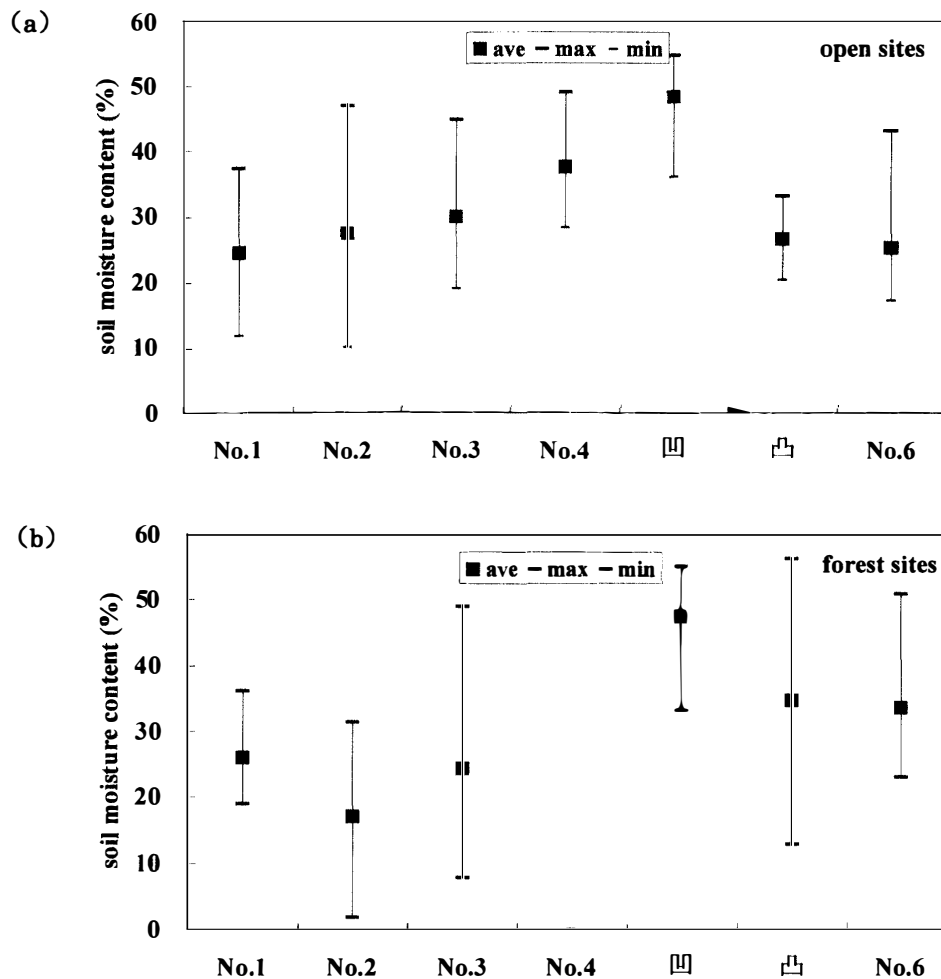 (a)
60
50
40
30
20
10
0
soil moisture content (%)
■ ave − max − min
open sites
No.1 No.2 No.3 No.4 凹 凸 No.6
(b)
60
50
40
30
20
10
0
soil moisture content (%)
■ ave − max − min
forest sites
No.1 No.2 No.3 No.4 凹 凸 No.6